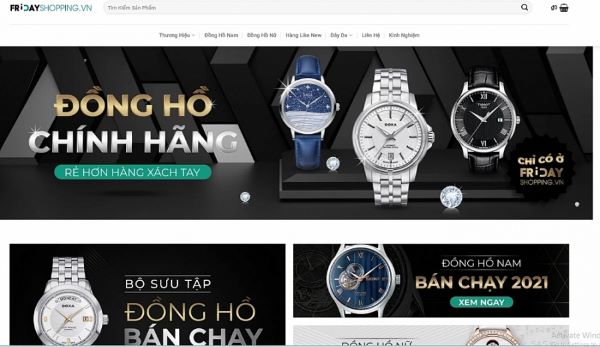 FRIDAYSHOPPING.VN
Tìm Kiếm Sản Phẩm
Thương Hiệu
Đồng Hồ Nam
Đồng Hồ Nữ
Hàng Like New
Dây Da
Liên Hệ
Kinh Nghiệm
ĐỒNG HỒ
CHÍNH HÃNG
RẺ HƠN HÀNG XÁCH TAY
DOXA
TISSOT
CHỈ CÓ Ở
FRIDAY
SHOPPING.VN
BỘ SƯU TẬP
ĐỒNG HỒ
BÁN CHẠY
DOXA
ĐỒNG HỒ NAM
BÁN CHẠY 2021
XEM NGAY
ĐỒNG HỒ NỮ
Activate Wind